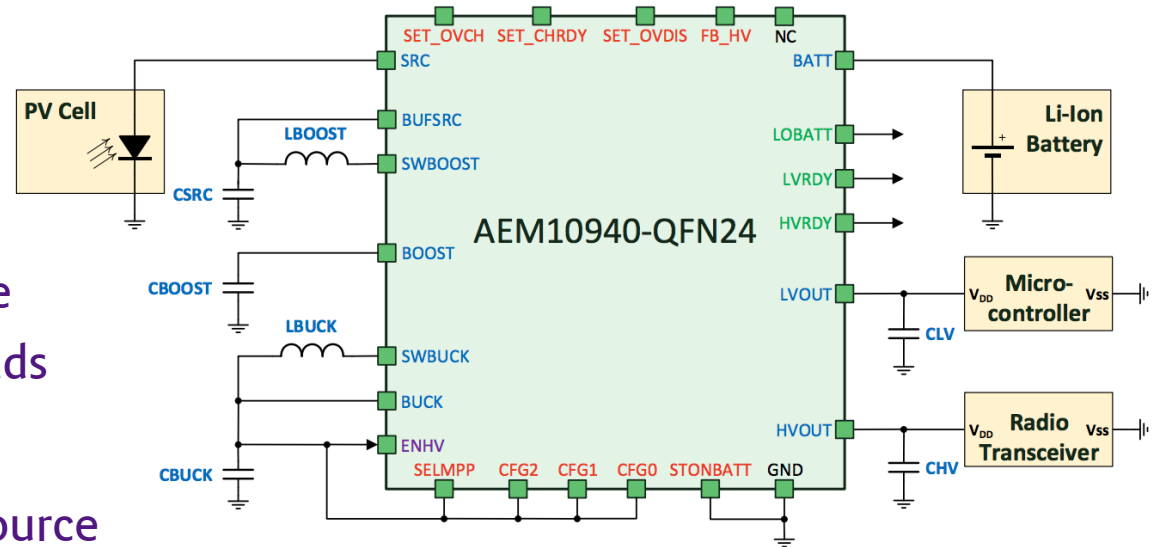 SET_OVCH SET_CHRDY SET_OVDIS FB_HV NC
SRC
BATT
PV Cell
Li-Ion
Battery
+
BUFSRC
LBOOST
SWBOOST
CSRC
LOBATT
LVRDY
HVRDY
AEM10940-QFN24
BOOST
CBOOST
LVOUT
VDD Micro-
controller Vss
CLV
e
LBUCK
SWBUCK
ds
BUCK
ENHV
CBUCK
HVOUT
VDD Radio Vss
Transceiver
CHV
SELMPP CFG2 CFG1 CFG0 STONBATT GND
ource